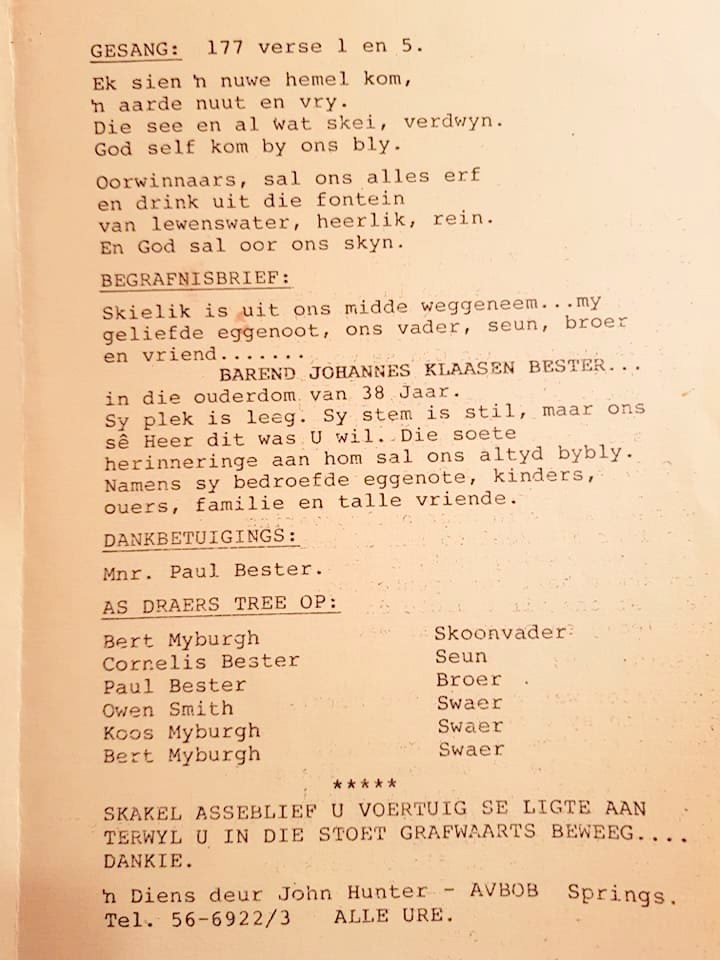 GESANG: 177 verse 1 en 5.
Ek sien 'n nuwe hemel kom,
'n aarde nuut en vry.
Die see en al wat skei, verdwyn.
God self kom by ons bly.
Oorwinnaars, sal ons alles erf
en drink uit die fontein
van lewenswater, heerlik, rein.
En God sal oor ons skyn.
BEGRAFNISBRIEF:
Skielik is uit ons midde weggeneem...my
geliefde eggenoot, ons vader, seun, broer
en vriend.......
BAREND JOHANNES KLAASEN BESTER...
in die ouderdom van 38 Jaar.
Sy plek is leeg. Sy stem is stil, maar ons
sê Heer dit was U wil. Die soete
herinneringe aan hom sal ons altyd bybly.
Namens sy bedroefde eggenote, kinders,
ouers, familie en talle vriende.
DANKBETUIGINGS:
Mnr. Paul Bester.
AS DRAERS TREE OP:
Bert Myburgh Skoonvader
Cornelis Bester Seun
Paul Bester Broer
Owen Smith Swaer
Koos Myburgh Swaer
Bert Myburgh Swaer
*****
SKAKEL ASSEBLIEF U VOERTUIG SE LIGTE AAN
TERWYL U IN DIE STOET GRAFWAARTS BEWEEG....
DANKIE.
'n Diens deur John Hunter - AVBOB Springs.
Tel. 56-6922/3 ALLE URE.